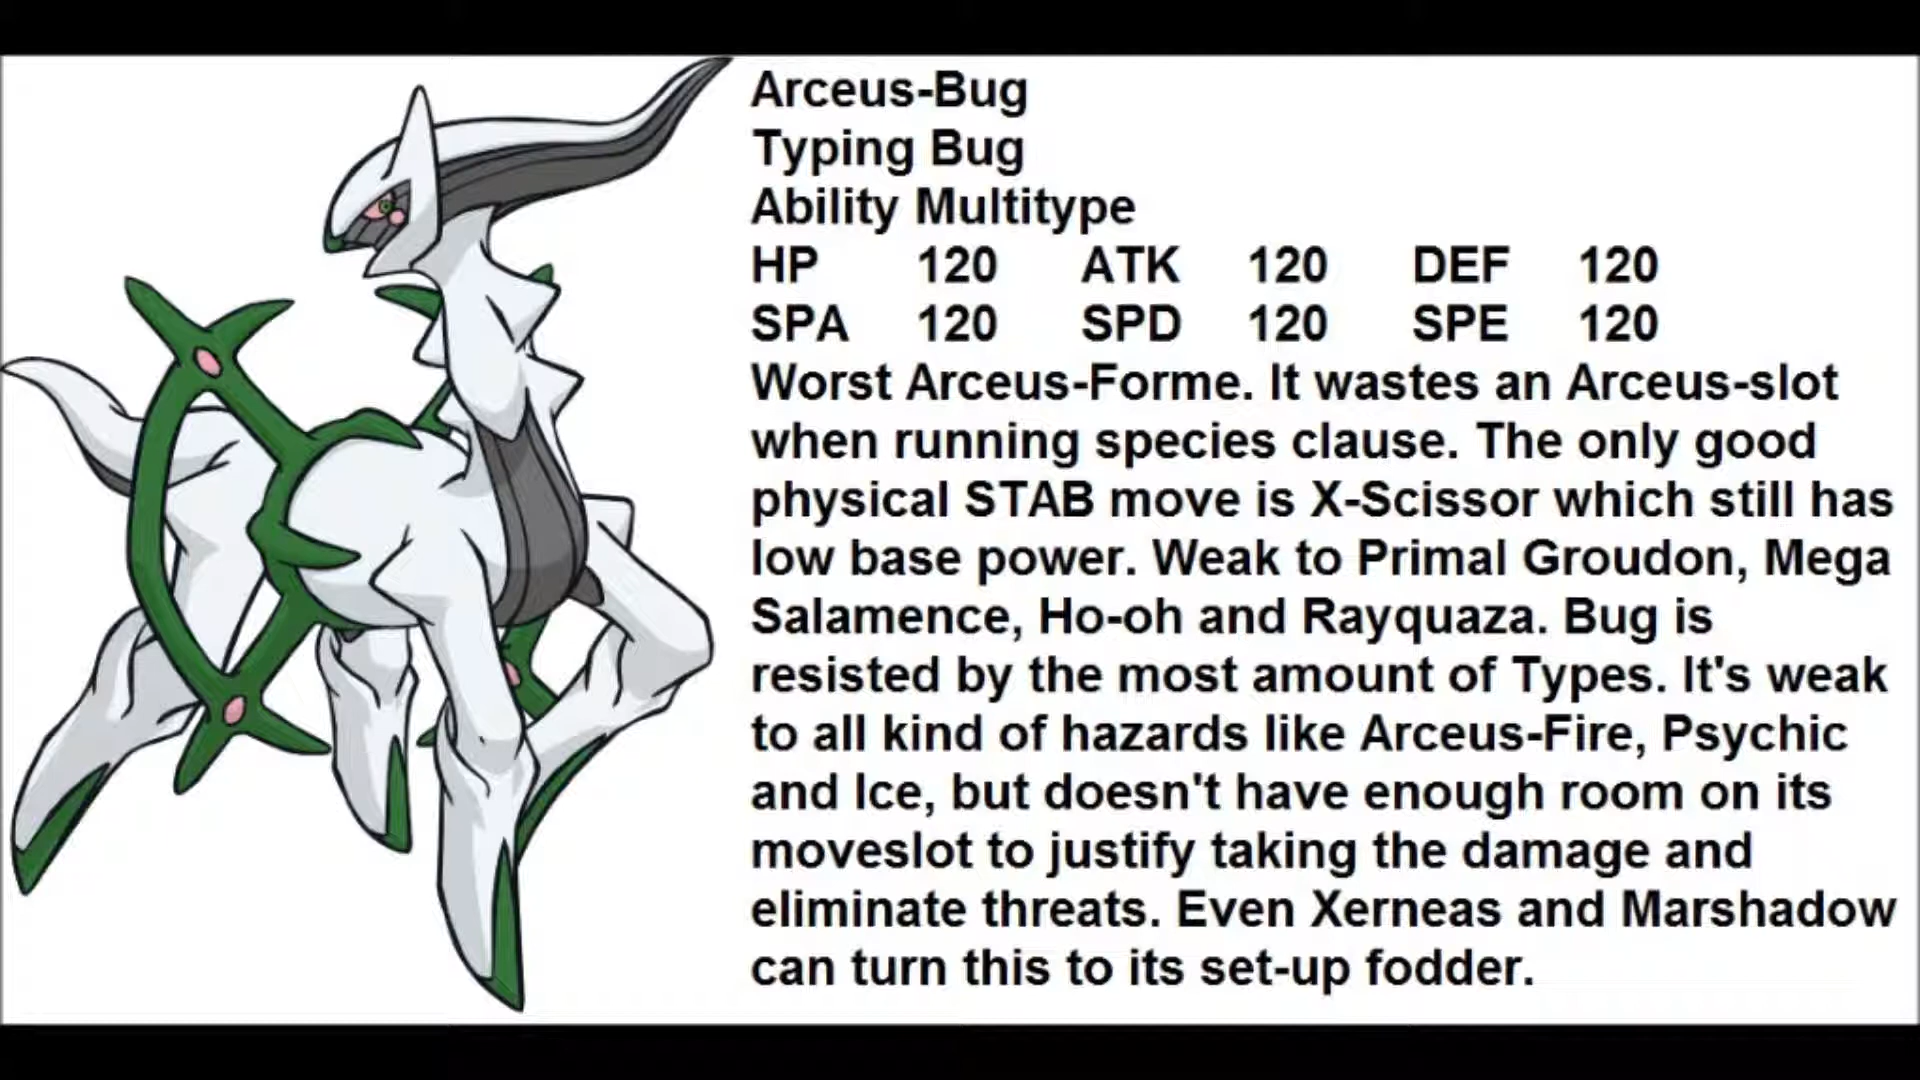 Arceus-Bug
Typing Bug
Ability Multitype
HP 120 ATK 120 DEF 120
SPA 120 SPD 120 SPE 120
Worst Arceus-Forme. It wastes an Arceus-slot
when running species clause. The only good
physical STAB move is X-Scissor which still has
low base power. Weak to Primal Groudon, Mega
Salamence, Ho-oh and Rayquaza. Bug is
resisted by the most amount of Types. It's weak
to all kind of hazards like Arceus-Fire, Psychic
and Ice, but doesn't have enough room on its
moveslot to justify taking the damage and
eliminate threats. Even Xerneas and Marshadow
can turn this to its set-up fodder.